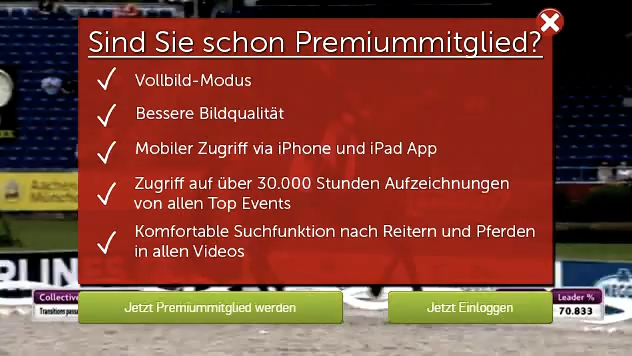 Sind Sie schon Premiummitglied?
Vollbild-Modus
Bessere Bildqualität
Mobiler Zugriff via iPhone und iPad App
Zugriff auf über 30.000 Stunden Aufzeichnungen
von allen Top Events
Komfortable Suchfunktion nach Reitern und Pferden
in allen Videos
Jetzt Premiummitglied werden
Jetzt Einloggen
Collective
Transitions
Leader %
70.833